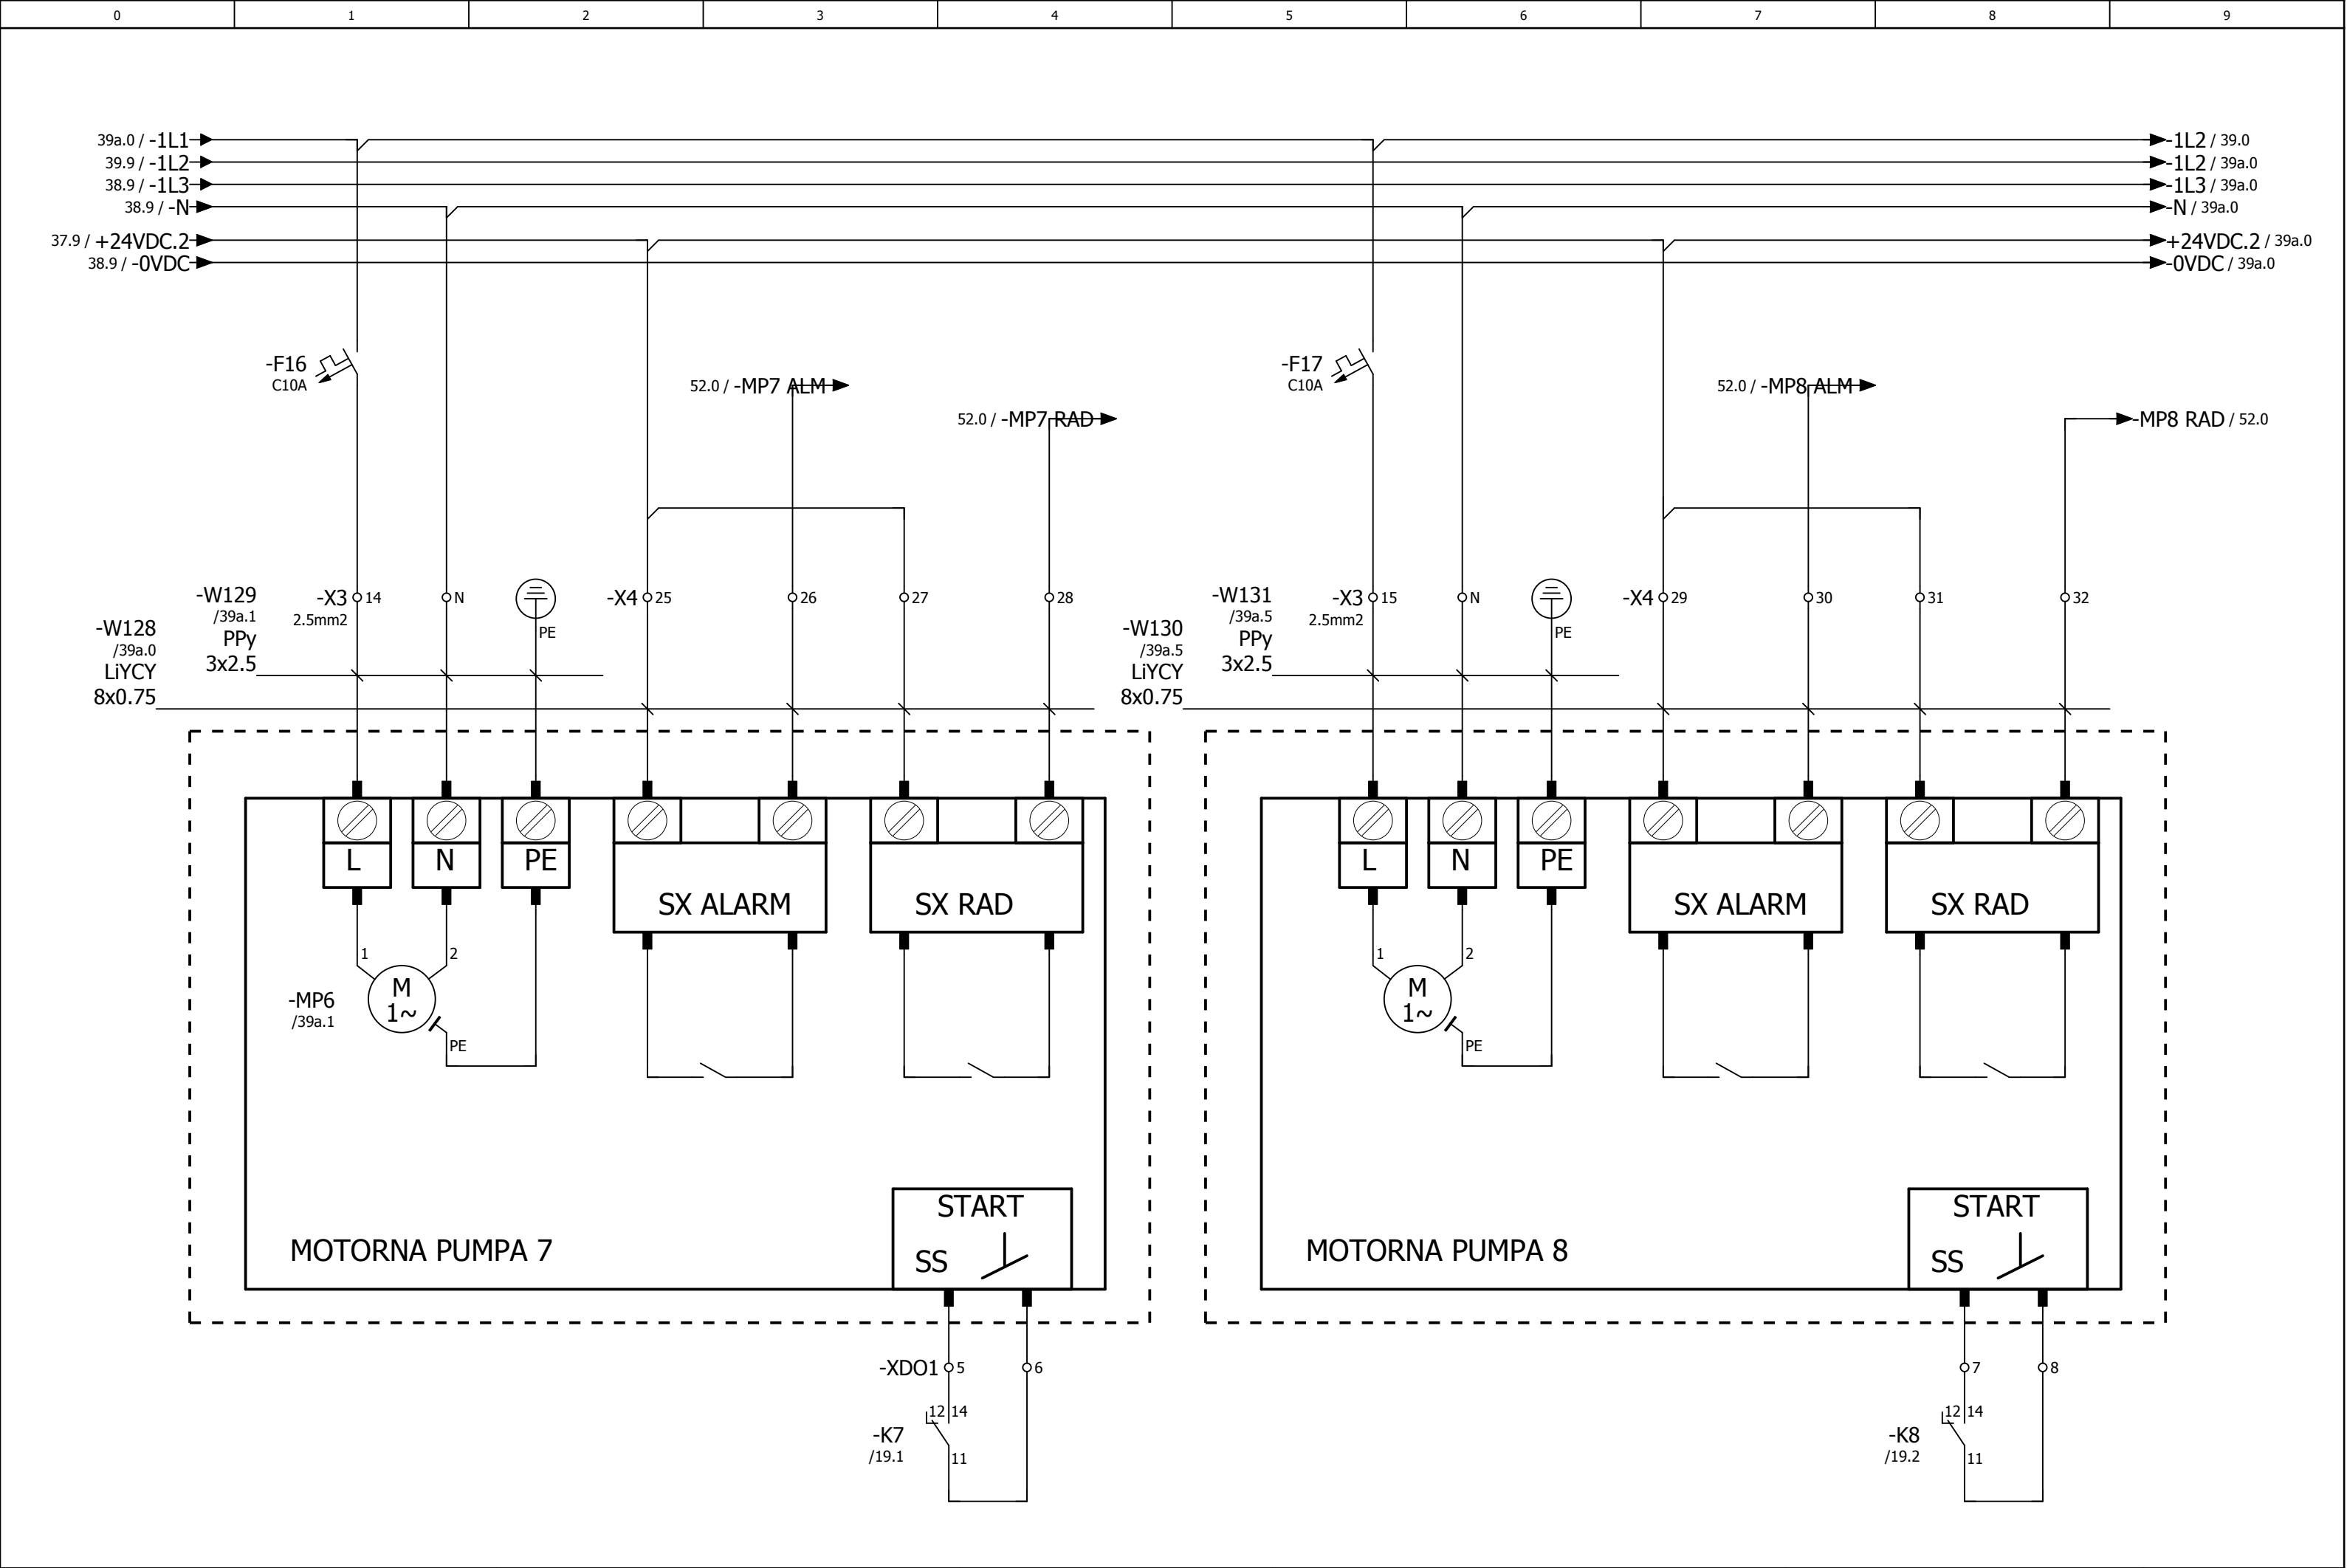 0 1 2 3 4 5 6 7 8 9
39a.0 / -1L1 -1L2 / 39.0
39.9 / -1L2 -1L2 / 39a.0
38.9 / -1L3 -1L3 / 39a.0
38.9 / -N -N / 39a.0
37.9 / +24VDC.2 +24VDC.2 / 39a.0
38.9 / -0VDC -0VDC / 39a.0
-F16
C10A
52.0 / -MP7 ALM
52.0 / -MP7 RAD
-F17
C10A
52.0 / -MP8 ALM
-MP8 RAD / 52.0
-W129
/39a.1
PPy
3x2.5
-X3 14 N
2.5mm2
PE
-X4 25 26 27 28
-W128
/39a.0
LiYCY
8x0.75
-W131
/39a.5
PPy
3x2.5
-X3 15 N
2.5mm2
PE
-X4 29 30 31 32
-W130
/39a.5
LiYCY
8x0.75
L N PE
SX ALARM SX RAD
1 2
M
1~
-MP6
/39a.1
PE
START
SS
MOTORNA PUMPA 7
-XDO1 5 6
12 14
-K7
/19.1
11
L N PE
SX ALARM SX RAD
1 2
M
1~
PE
START
SS
MOTORNA PUMPA 8
7 8
12 14
-K8
/19.2
11